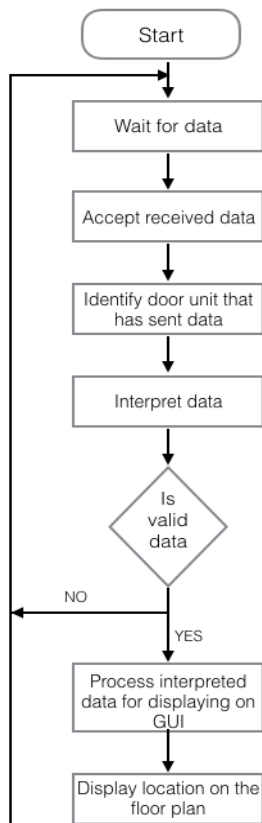 Start
Wait for data
Accept received data
Identify door unit that
has sent data
Interpret data
Is
valid
data
NO
YES
Process interpreted
data for displaying on
GUI
Display location on the
floor plan